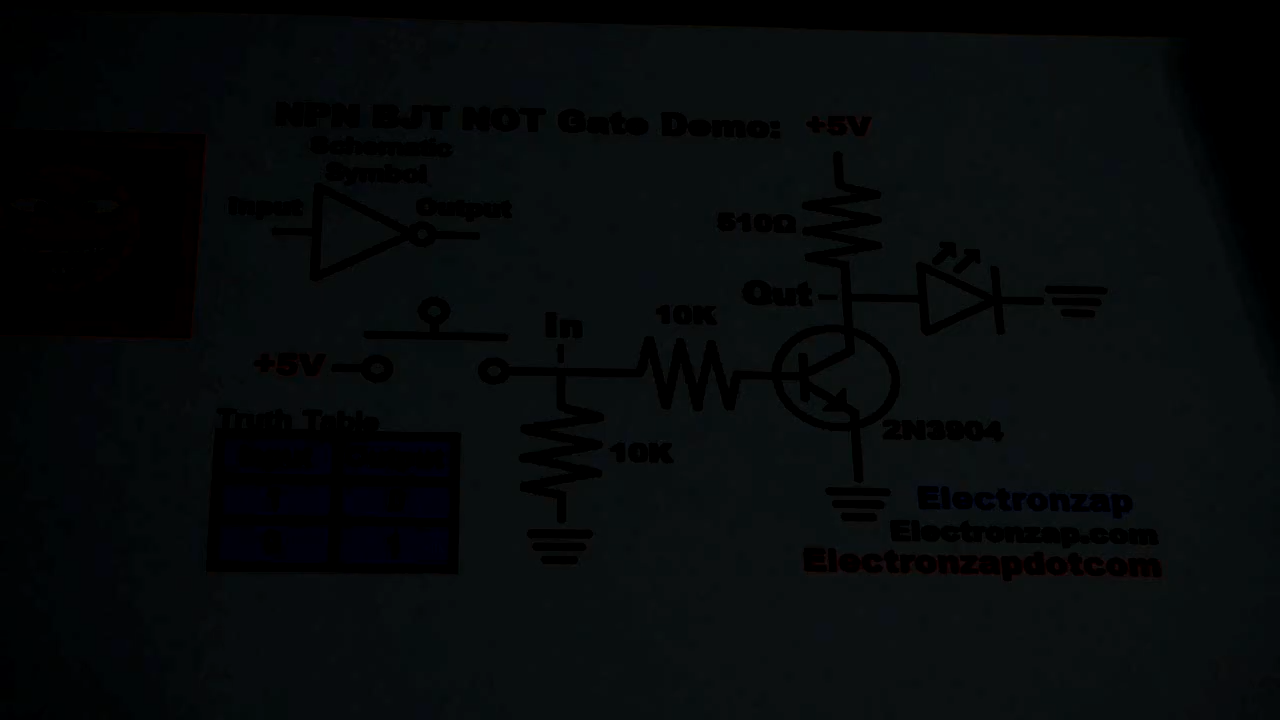 NPN BJT NOT Gate Demo: +5V
Schematic
Symbol
Input
Output
510Ω
Out
In
10K
+5V
Truth Table
10K
2N3904
Electronzap
Electronzap.com
Electronzapdotcom